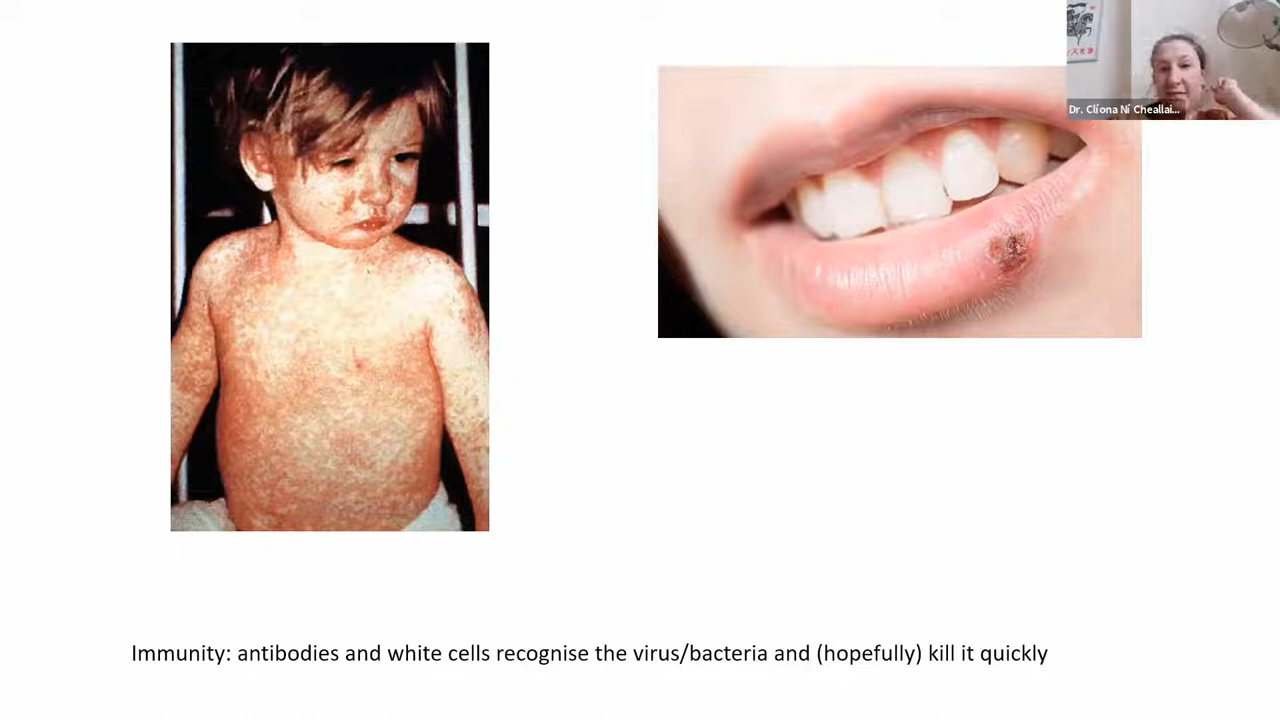 Dr. Clíona Ní Cheallai...
Immunity: antibodies and white cells recognise the virus/bacteria and (hopefully) kill it quickly